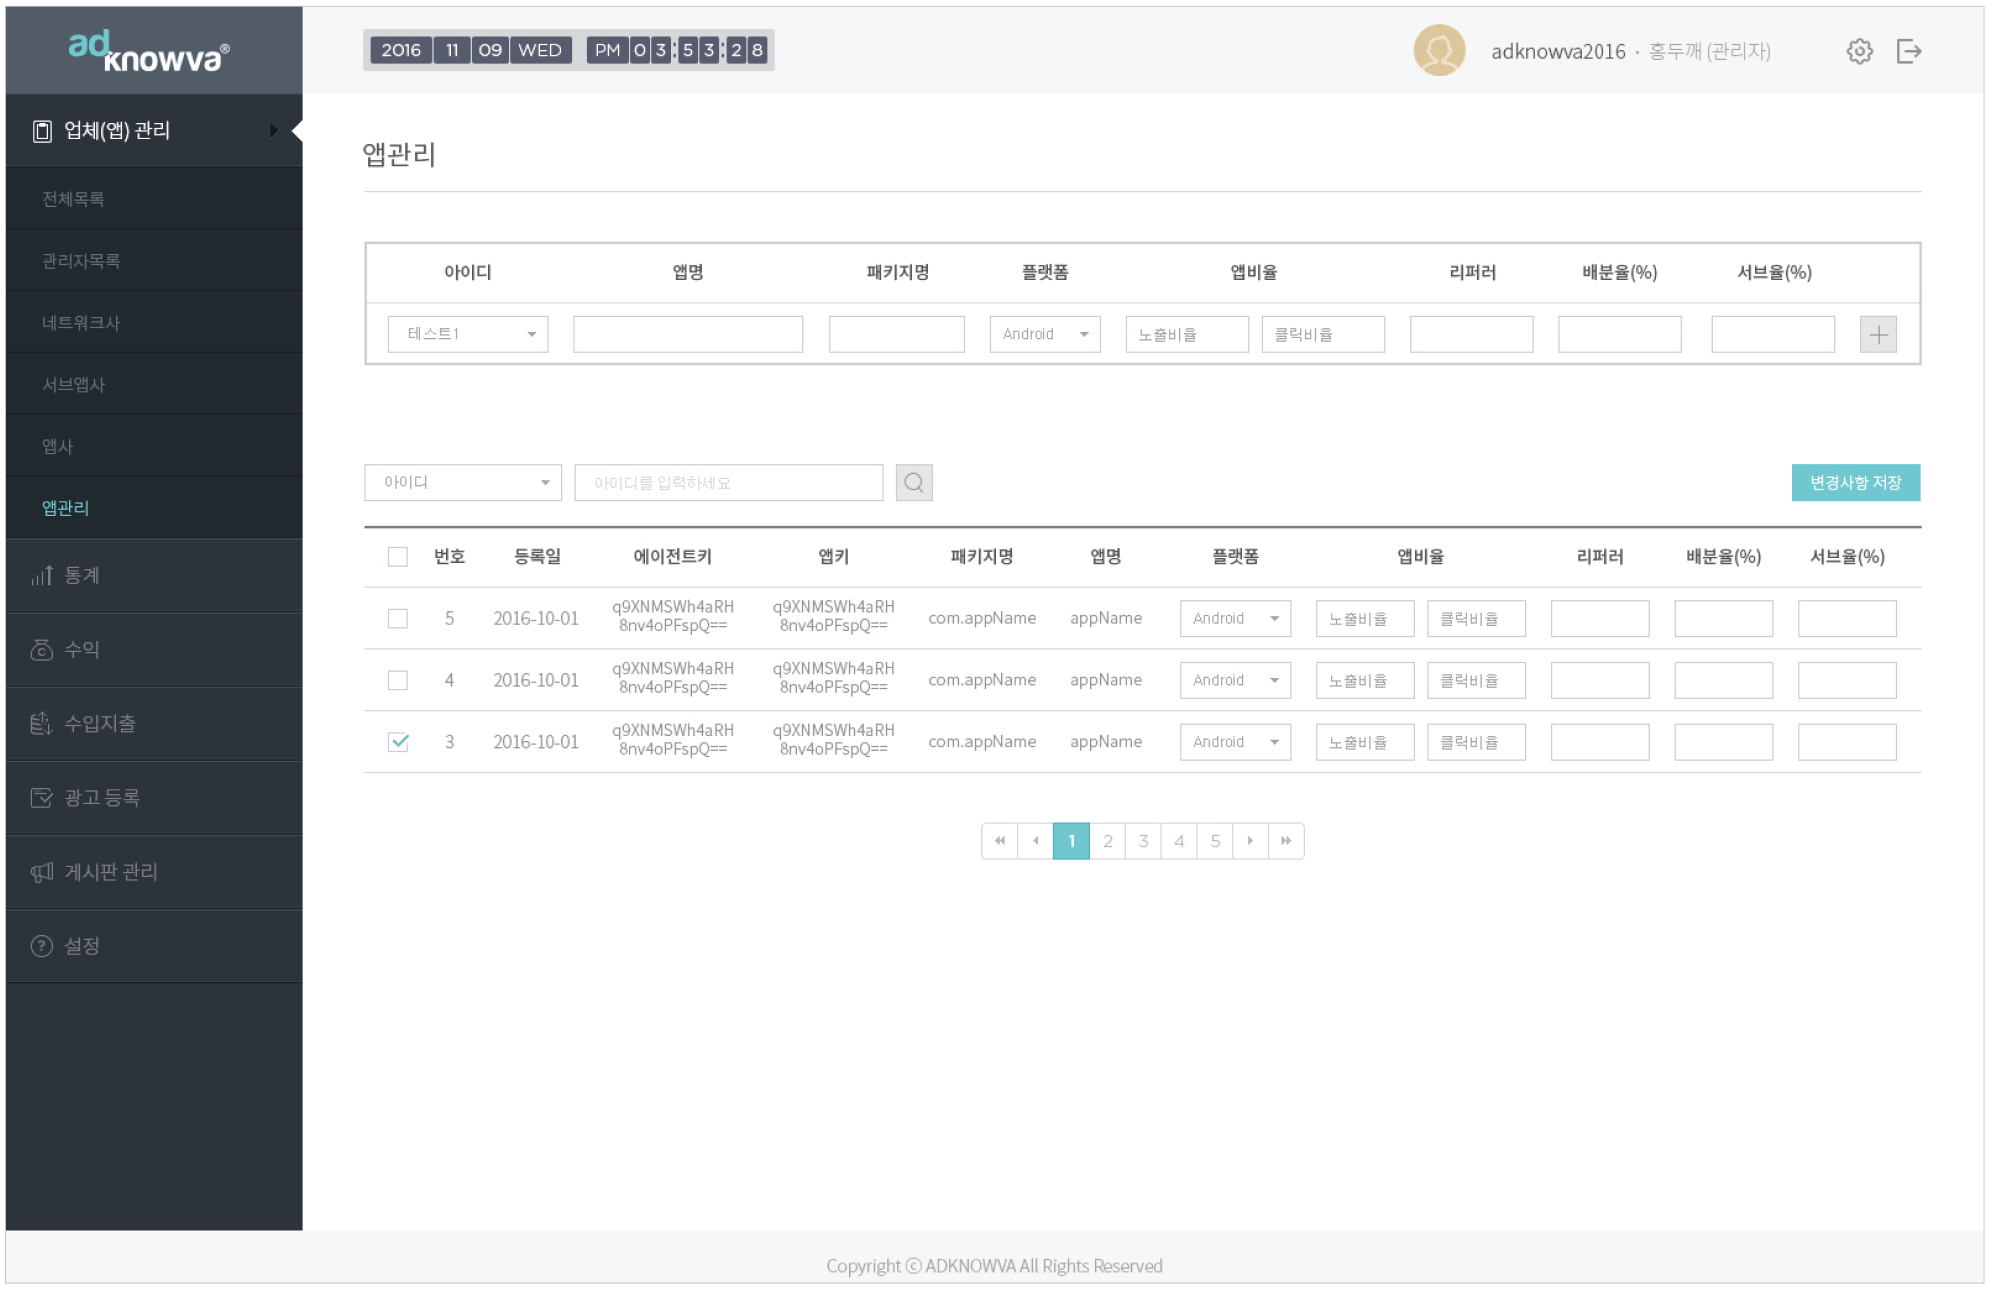 adknowva®
2016 11 09 WED PM 03:53:28
adknowva2016 · 홍두깨 (관리자)
업체(앱) 관리
전체목록
관리자목록
네트워크사
서브앱사
앱사
앱관리
통계
수익
수입지출
광고 등록
게시판 관리
설정
앱관리
아이디 앱명 패키지명 플랫폼 앱비율 리퍼러 배분율(%) 서브율(%)
테스트1 Android 노출비율 클릭비율
아이디 아이디를 입력하세요 변경사항 저장
번호 등록일 에이전트키 앱키 패키지명 앱명 플랫폼 앱비율 리퍼러 배분율(%) 서브율(%)
5 2016-10-01 q9XNMSWh4aRH q9XNMSWh4aRH com.appName appName Android 노출비율 클릭비율
8nv4oPFspQ== 8nv4oPFspQ==
4 2016-10-01 q9XNMSWh4aRH q9XNMSWh4aRH com.appName appName Android 노출비율 클릭비율
8nv4oPFspQ== 8nv4oPFspQ==
3 2016-10-01 q9XNMSWh4aRH q9XNMSWh4aRH com.appName appName Android 노출비율 클릭비율
8nv4oPFspQ== 8nv4oPFspQ==
1 2 3 4 5
Copyright ⓒ ADKNOWVA All Rights Reserved